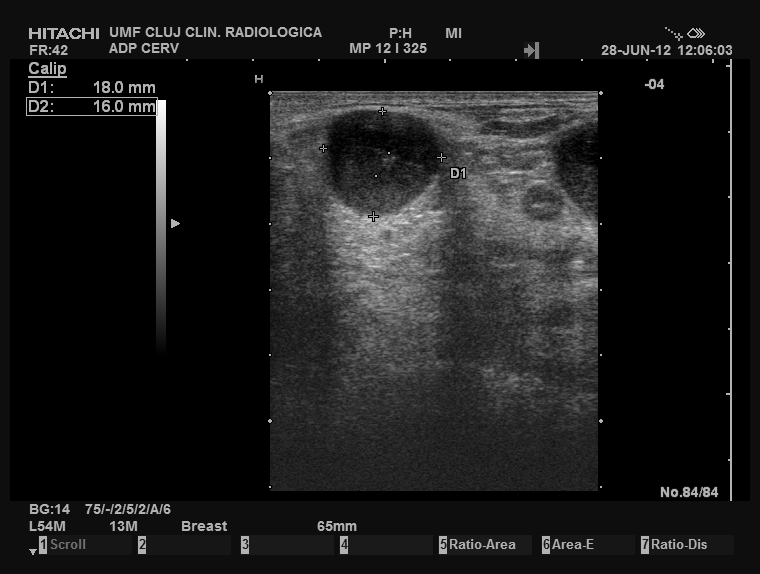 HITACHI UMF CLUJ CLIN. RADIOLOGICA P:H MI
FR:42 ADP CERV MP 12 I 325 28-JUN-12 12:06:03
Calip
D1: 18.0 mm
D2: 16.0 mm
H
-04
D1
No.84/84
BG:14 75/-/2/5/2/A/6
L54M 13M Breast 65mm
1 Scroll 2 3 4 5 Ratio-Area 6 Area-E 7 Ratio-Dis